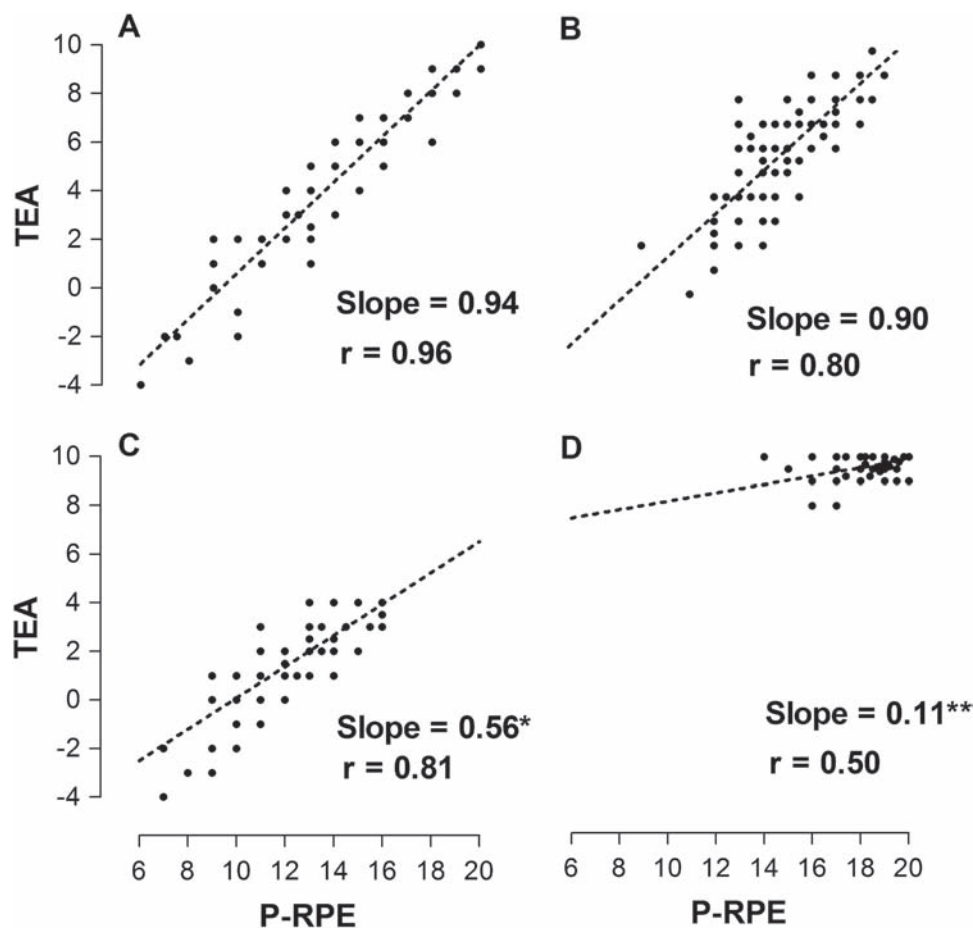 A
B
10
8
6
4
2
0
-2
-4
TEA
Slope = 0.94
r = 0.96
Slope = 0.90
r = 0.80
C
D
10
8
6
4
2
0
-2
-4
TEA
Slope = 0.56*
r = 0.81
Slope = 0.11**
r = 0.50
6 8 10 12 14 16 18 20
6 8 10 12 14 16 18 20
P-RPE
P-RPE